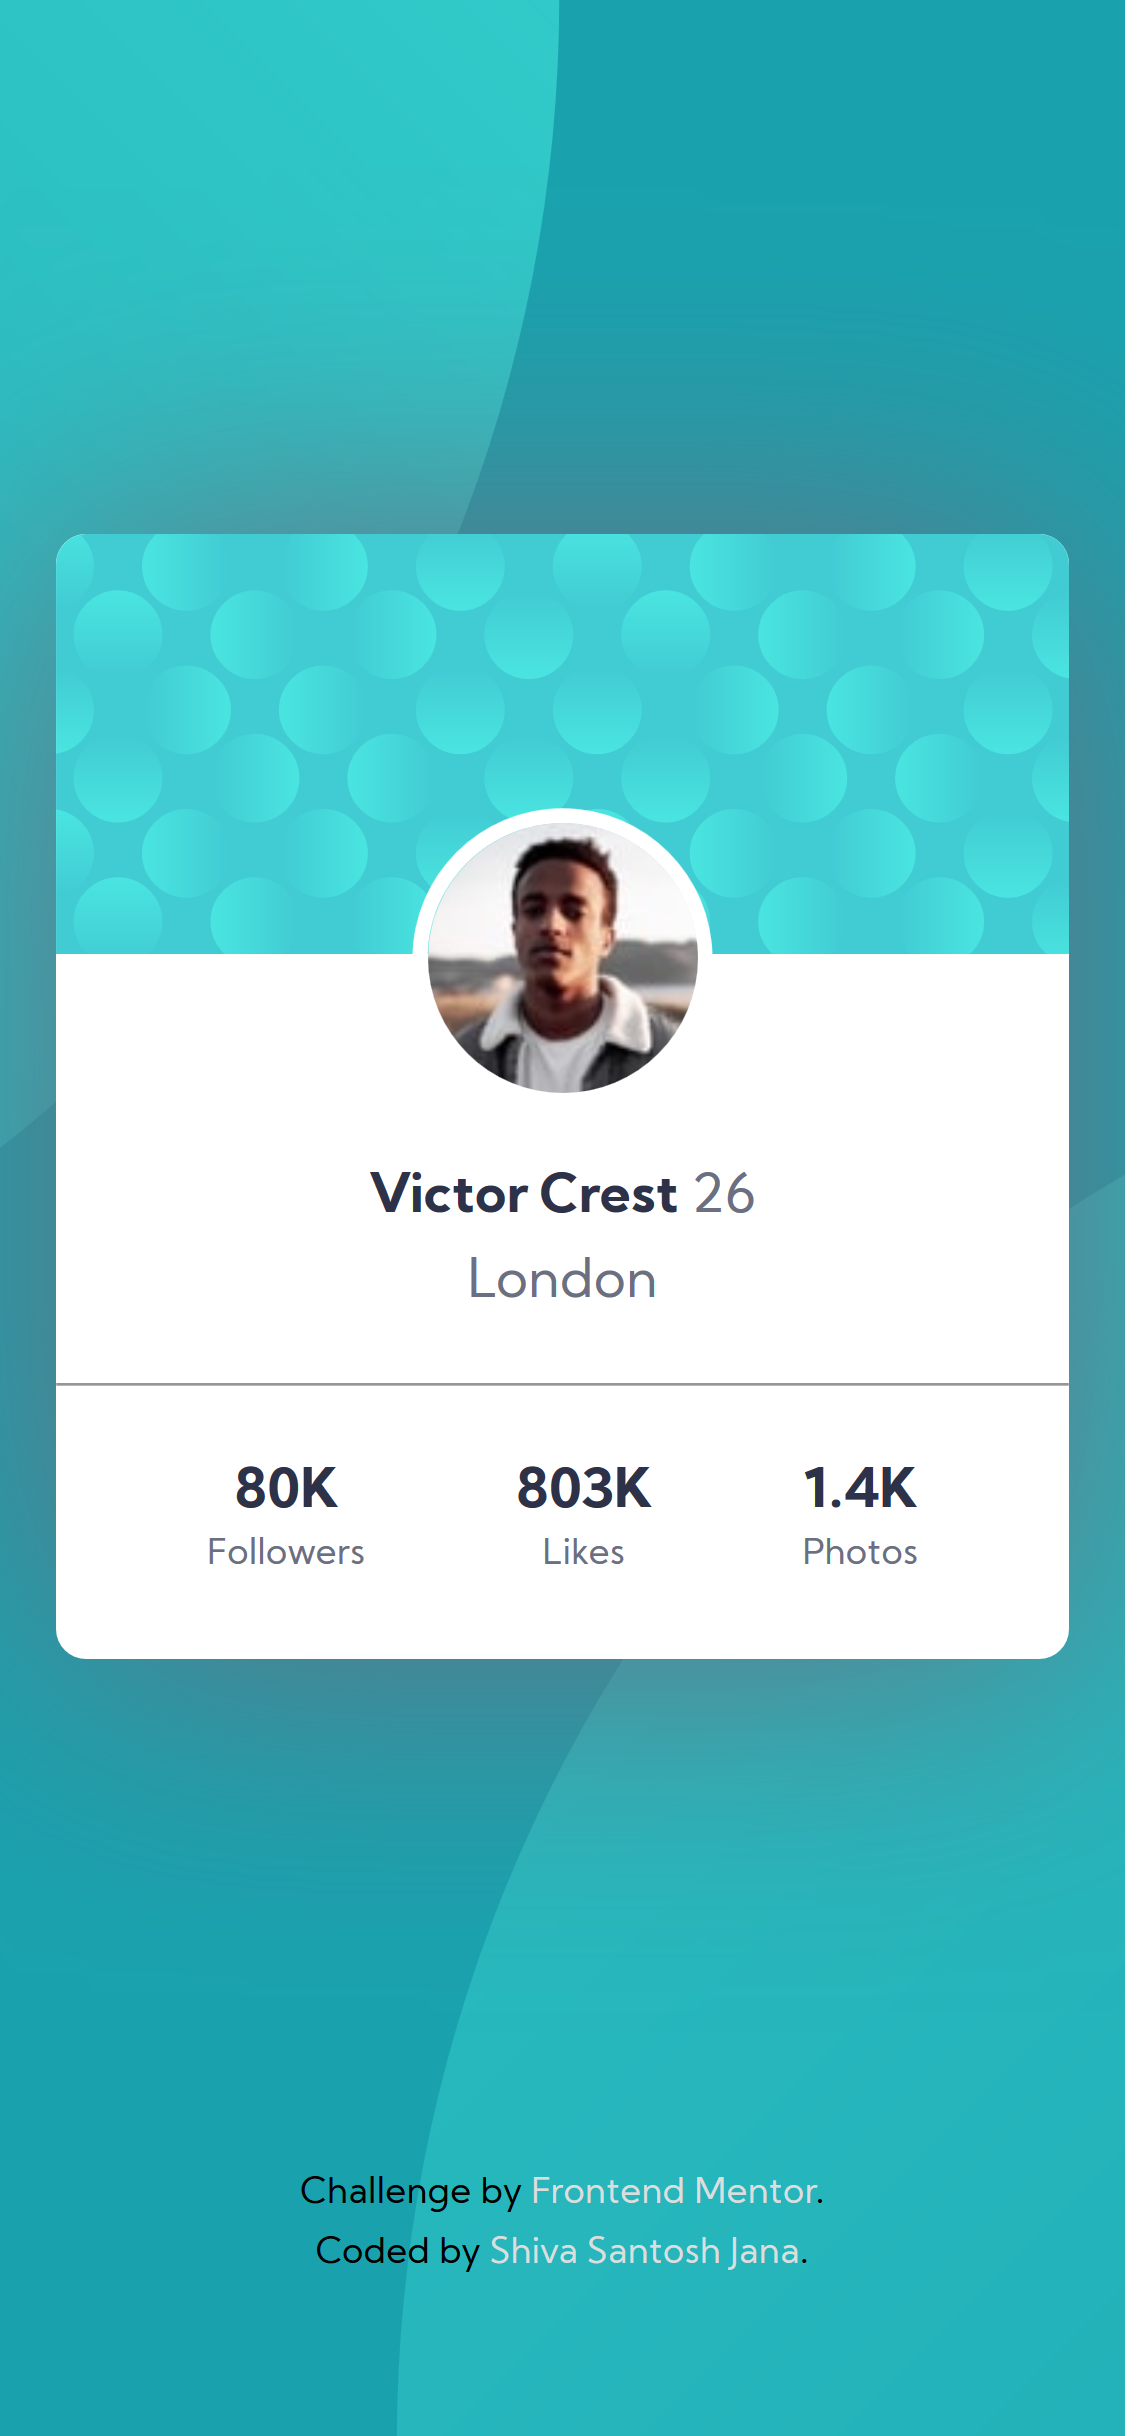 Victor Crest 26
London
80K 803K 1.4K
Followers Likes Photos
Challenge by Frontend Mentor.
Coded by Shiva Santosh Jana.